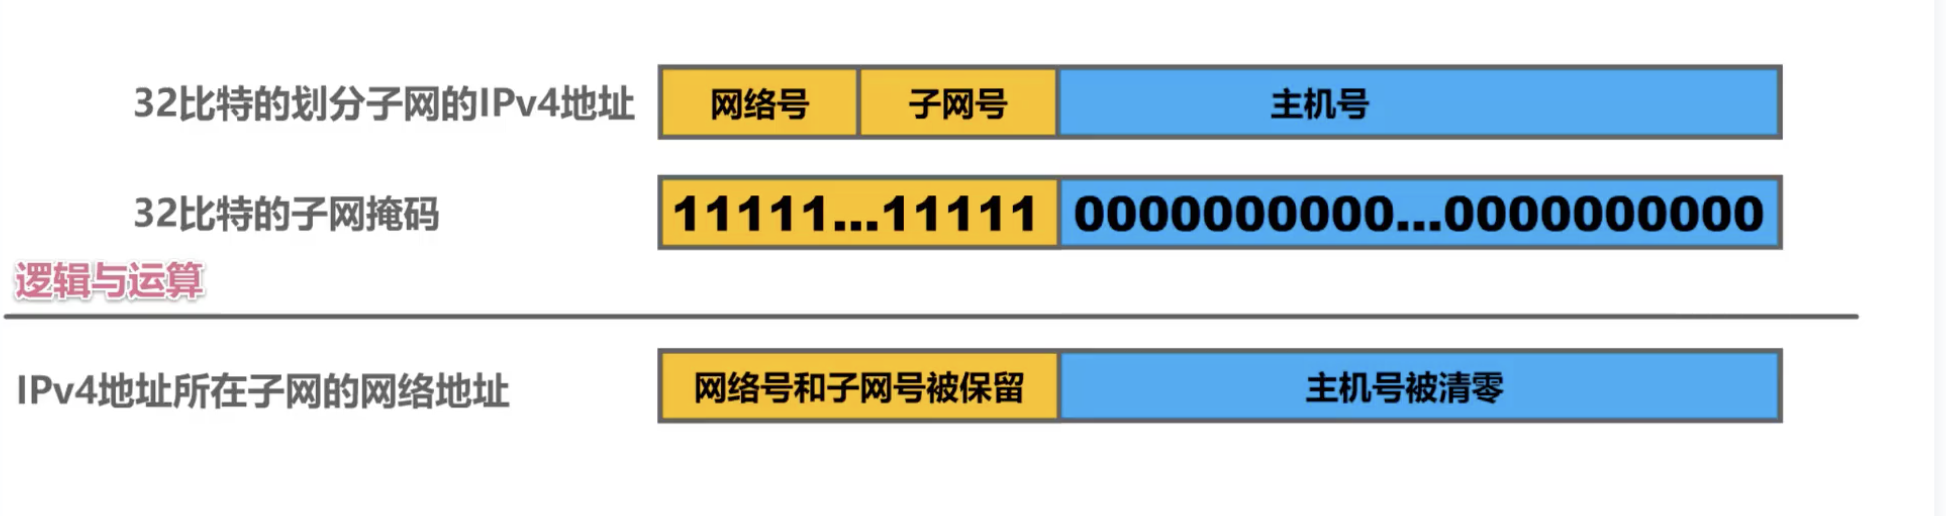 32比特的划分子网的IPv4地址 网络号 子网号 主机号
32比特的子网掩码 11111...11111 0000000000...0000000000
逻辑与运算
IPv4地址所在子网的网络地址 网络号和子网号被保留 主机号被清零